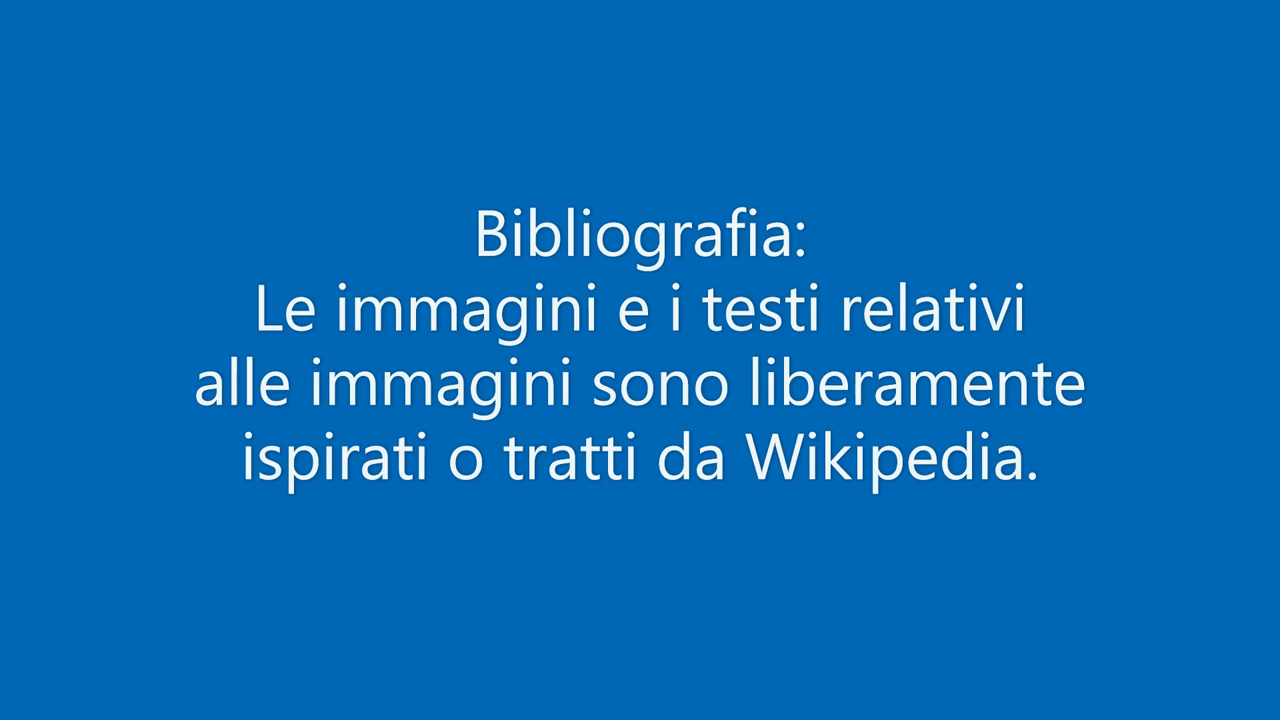 Bibliografia:
Le immagini e i testi relativi
alle immagini sono liberamente
ispirati o tratti da Wikipedia.